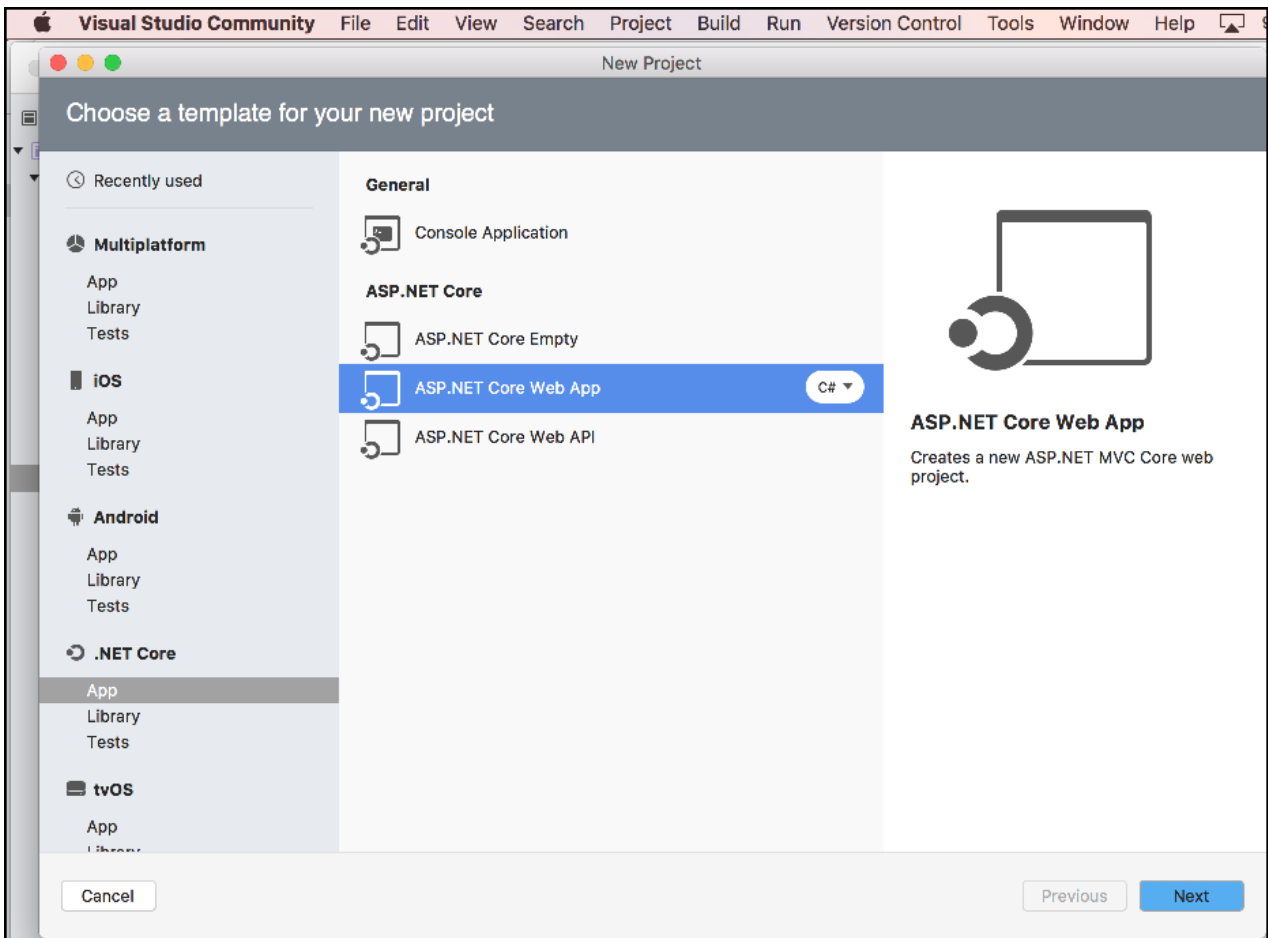 Visual Studio Community File Edit View Search Project Build Run Version Control Tools Window Help
New Project
Choose a template for your new project
Recently used
Multiplatform
App
Library
Tests
iOS
App
Library
Tests
Android
App
Library
Tests
.NET Core
App
Library
Tests
tvOS
App
Library
General
Console Application
ASP.NET Core
ASP.NET Core Empty
ASP.NET Core Web App C#
ASP.NET Core Web API
ASP.NET Core Web App
Creates a new ASP.NET MVC Core web
project.
Cancel Previous Next